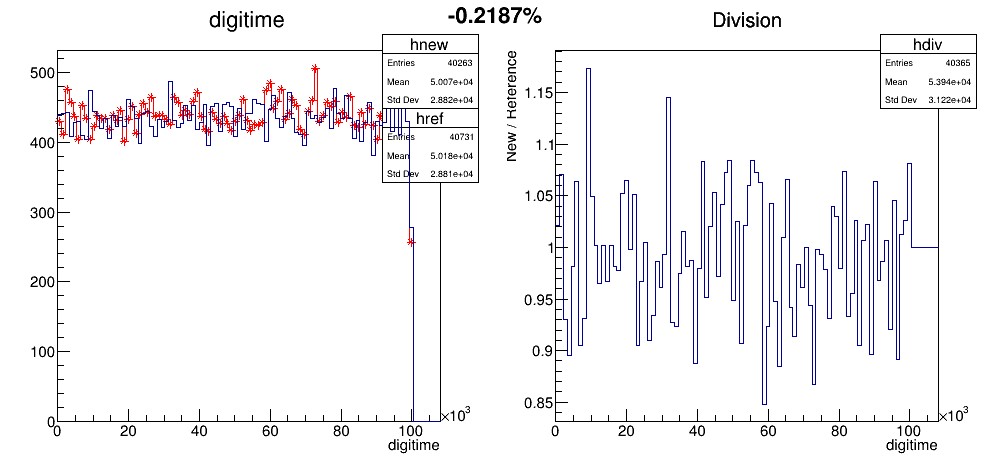 -0.2187%
digitime
hnew
Entries 40263
Mean 5.007e+04
Std Dev 2.882e+04
href
Entries 40731
Mean 5.018e+04
Std Dev 2.881e+04
500
400
300
200
100
0
0 20 40 60 80 100
×10³
digitime
Division
hdiv
Entries 40365
Mean 5.394e+04
Std Dev 3.122e+04
New / Reference
1.15
1.1
1.05
1
0.95
0.9
0.85
0 20 40 60 80 100
×10³
digitime